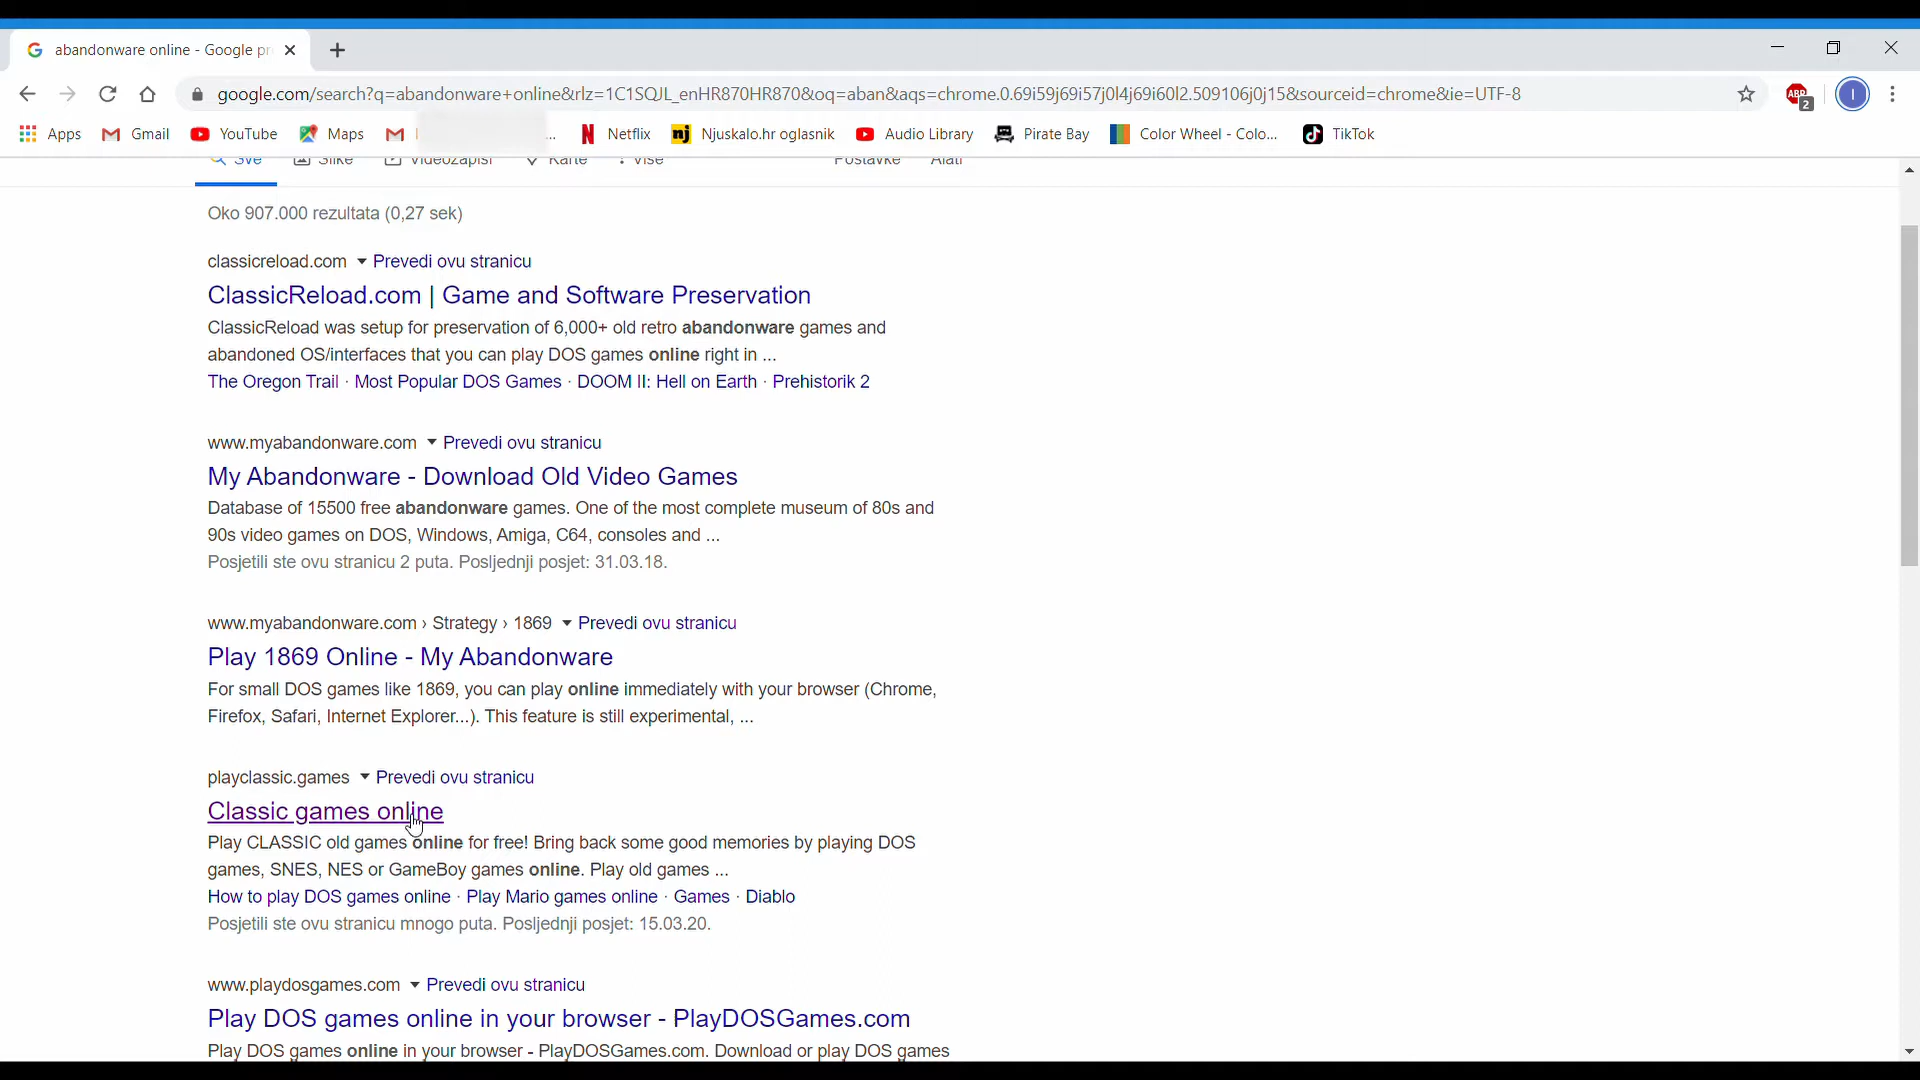 abandonware online - Google pr
google.com/search?q=abandonware+online&rlz=1C1SQJL_enHR870HR870&oq=aban&aqs=chrome.0.69i59j69i57j0l4j69i60l2.509106j0j15&sourceid=chrome&ie=UTF-8
ABP 2 I
Apps Gmail YouTube Maps ... Netflix Njuskalo.hr oglasnik Audio Library Pirate Bay Color Wheel - Colo... TikTok
Sve Slike Videozapisi Karte Više Postavke Alati
Oko 907.000 rezultata (0,27 sek)
classicreload.com Prevedi ovu stranicu
ClassicReload.com | Game and Software Preservation
ClassicReload was setup for preservation of 6,000+ old retro abandonware games and
abandoned OS/interfaces that you can play DOS games online right in ...
The Oregon Trail · Most Popular DOS Games · DOOM II: Hell on Earth · Prehistorik 2
www.myabandonware.com Prevedi ovu stranicu
My Abandonware - Download Old Video Games
Database of 15500 free abandonware games. One of the most complete museum of 80s and
90s video games on DOS, Windows, Amiga, C64, consoles and ...
Posjetili ste ovu stranicu 2 puta. Posljednji posjet: 31.03.18.
www.myabandonware.com › Strategy › 1869 Prevedi ovu stranicu
Play 1869 Online - My Abandonware
For small DOS games like 1869, you can play online immediately with your browser (Chrome,
Firefox, Safari, Internet Explorer...). This feature is still experimental, ...
playclassic.games Prevedi ovu stranicu
Classic games online
Play CLASSIC old games online for free! Bring back some good memories by playing DOS
games, SNES, NES or GameBoy games online. Play old games ...
How to play DOS games online · Play Mario games online · Games · Diablo
Posjetili ste ovu stranicu mnogo puta. Posljednji posjet: 15.03.20.
www.playdosgames.com Prevedi ovu stranicu
Play DOS games online in your browser - PlayDOSGames.com
Play DOS games online in your browser - PlayDOSGames.com. Download or play DOS games